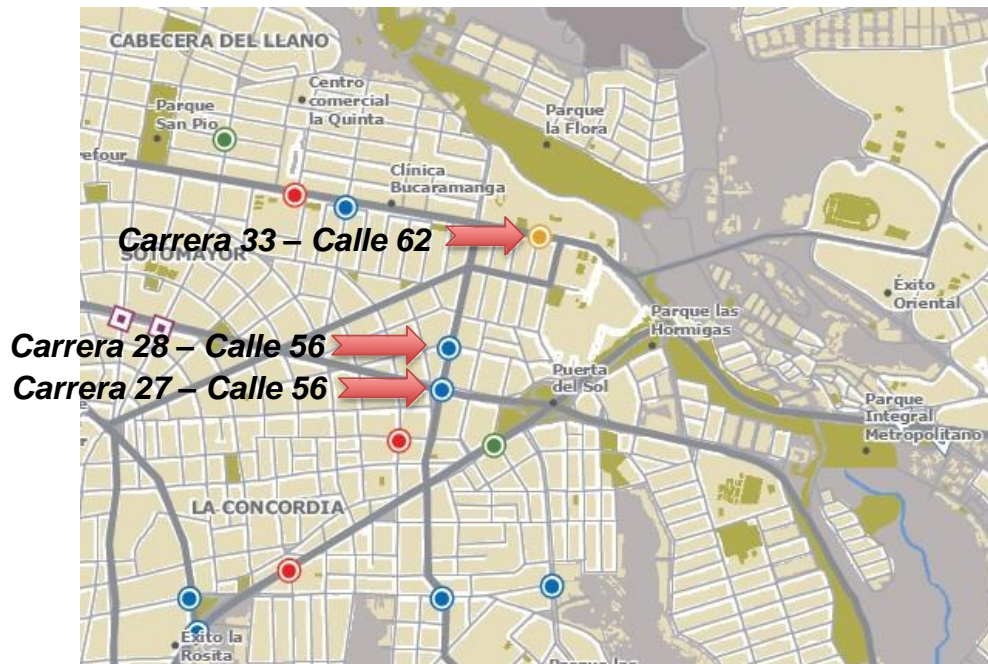 CABECERA DEL LLANO
Centro
comercial
la Quinta
Parque
San Pio
Parque
la Flora
refour
Clínica
Bucaramanga
Carrera 33 – Calle 62
SOTOMAYOR
Éxito
Oriental
Parque las
Hormigas
Carrera 28 – Calle 56
Carrera 27 – Calle 56
Puerta
del Sol
Parque
Integral
Metropolitano
LA CONCORDIA
Éxito la
Rosita